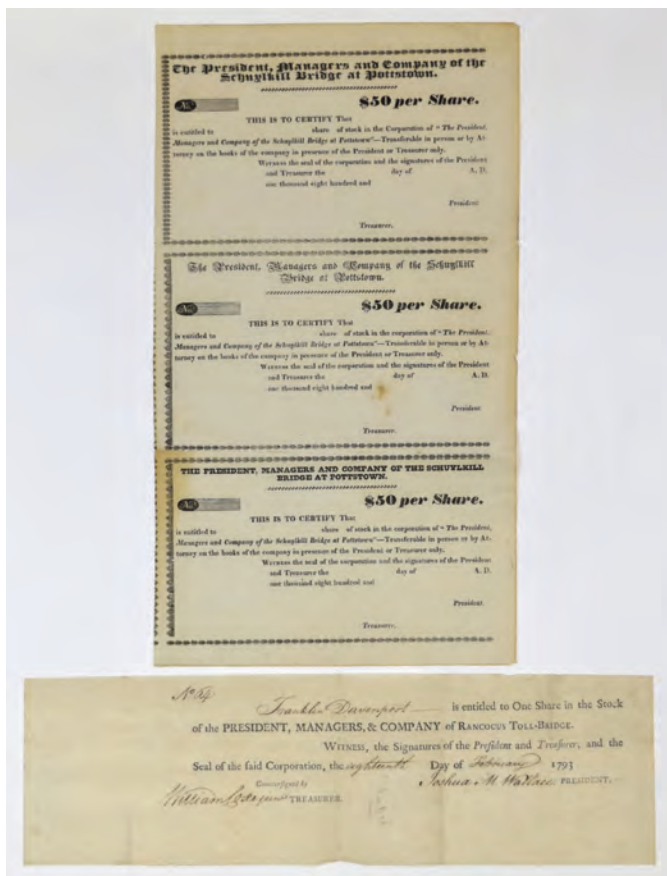 The President, Managers and Company of the
Schuylkill Bridge at Pottstown.
No.
$50 per Share.
THIS IS TO CERTIFY That
is entitled to share of stock in the Corporation of "The President,
Managers and Company of the Schuylkill Bridge at Pottstown"—Transferable in person or by At-
torney on the books of the company in presence of the President or Treasurer only.
Witness the seal of the corporation and the signatures of the President
and Treasurer the day of A. D.
one thousand eight hundred and
President
Treasurer.
The President, Managers and Company of the Schuylkill
Bridge at Pottstown.
No.
$50 per Share.
THIS IS TO CERTIFY That
is entitled to share of stock in the corporation of "The President,
Managers and Company of the Schuylkill Bridge at Pottstown"—Transferable in person or by At-
torney on the books of the company in presence of the President or Treasurer only.
Witness the seal of the corporation and the signatures of the President
and Treasurer the day of A. D.
one thousand eight hundred and
President
Treasurer.
THE PRESIDENT, MANAGERS AND COMPANY OF THE SCHUYLKILL
BRIDGE AT POTTSTOWN.
No.
$50 per Share.
THIS IS TO CERTIFY That
is entitled to share of stock in the corporation of "The President,
Managers and Company of the Schuylkill Bridge at Pottstown"—Transferable in person or by At-
torney on the books of the company in presence of the President or Treasurer only.
Witness the seal of the corporation and the signatures of the President
and Treasurer the day of A. D.
one thousand eight hundred and
President.
Treasurer.
No 64
Franklin Davenport is entitled to One Share in the Stock
of the PRESIDENT, MANAGERS, & COMPANY of RANCOCUS TOLL-BRIDGE.
WITNESS, the Signatures of the President and Treasurer, and the
Seal of the said Corporation, the eighteenth Day of February 1793
Countersigned by Joshua M Wallace PRESIDENT.
William TREASURER.